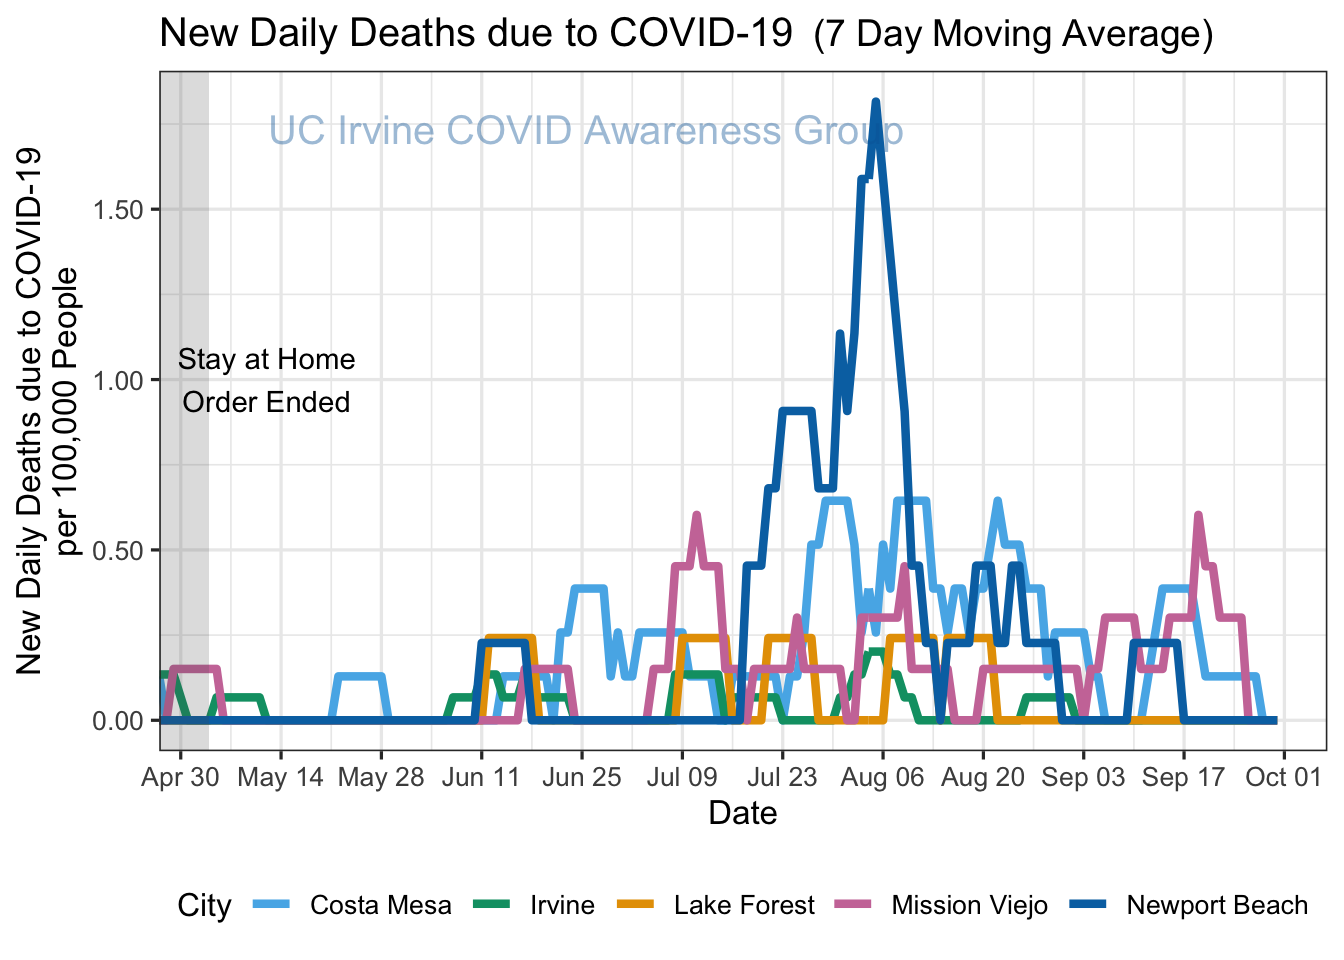 New Daily Deaths due to COVID-19 (7 Day Moving Average)
UC Irvine COVID Awareness Group
New Daily Deaths due to COVID-19
per 100,000 People
1.50
1.00
0.50
0.00
Stay at Home
Order Ended
Apr 30 May 14 May 28 Jun 11 Jun 25 Jul 09 Jul 23 Aug 06 Aug 20 Sep 03 Sep 17 Oct 01
Date
City Costa Mesa Irvine Lake Forest Mission Viejo Newport Beach